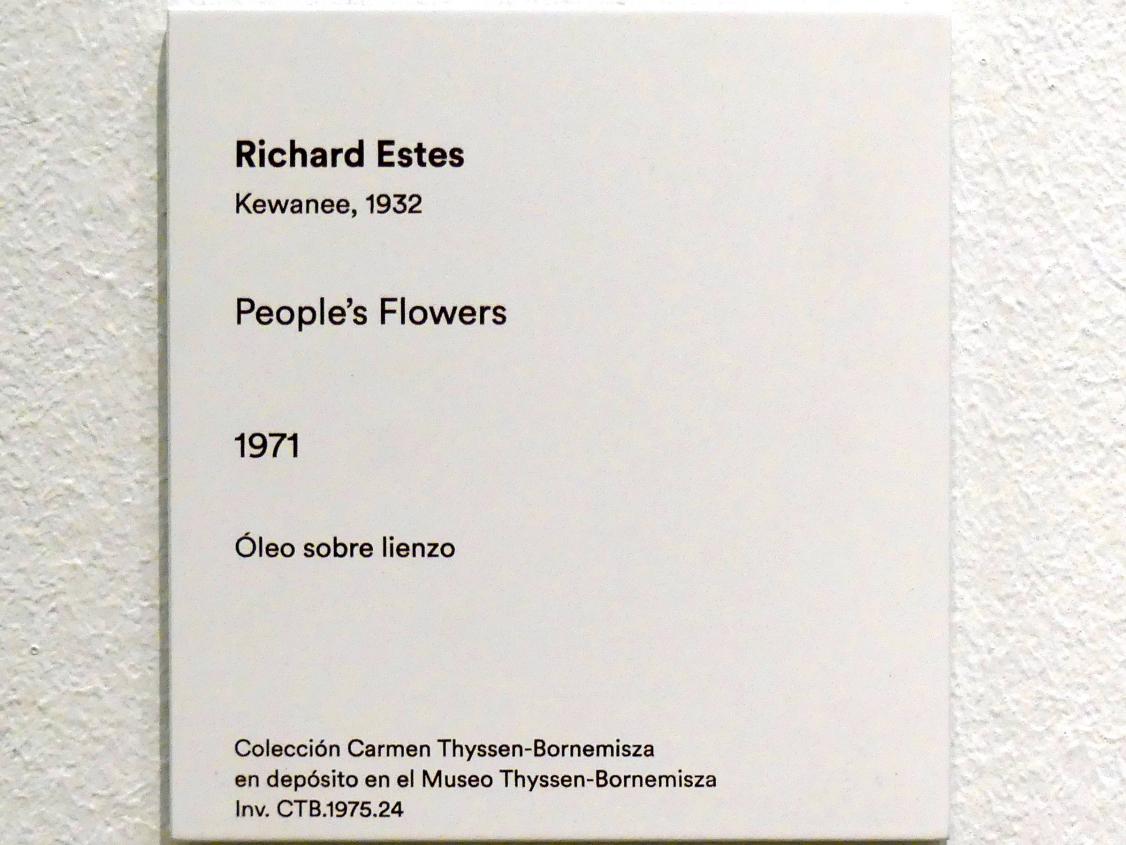 Richard Estes
Kewanee, 1932
People’s Flowers
1971
Óleo sobre lienzo
Colección Carmen Thyssen-Bornemisza
en depósito en el Museo Thyssen-Bornemisza
Inv. CTB.1975.24